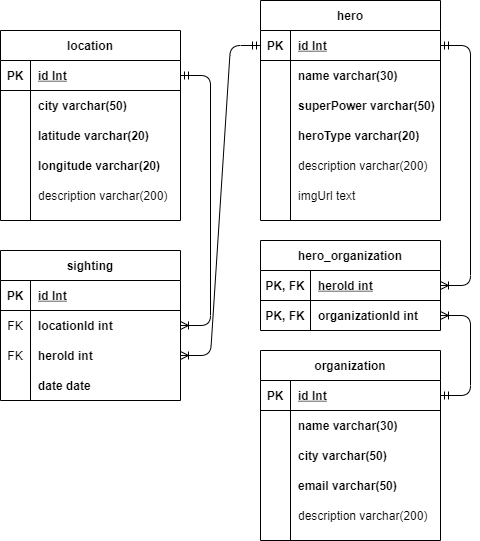 location
PK id Int
city varchar(50)
latitude varchar(20)
longitude varchar(20)
description varchar(200)
sighting
PK id Int
FK locationId int
FK heroId int
date date
hero
PK id Int
name varchar(30)
superPower varchar(50)
heroType varchar(20)
description varchar(200)
imgUrl text
hero_organization
PK, FK heroId int
PK, FK organizationId int
organization
PK id Int
name varchar(30)
city varchar(50)
email varchar(50)
description varchar(200)